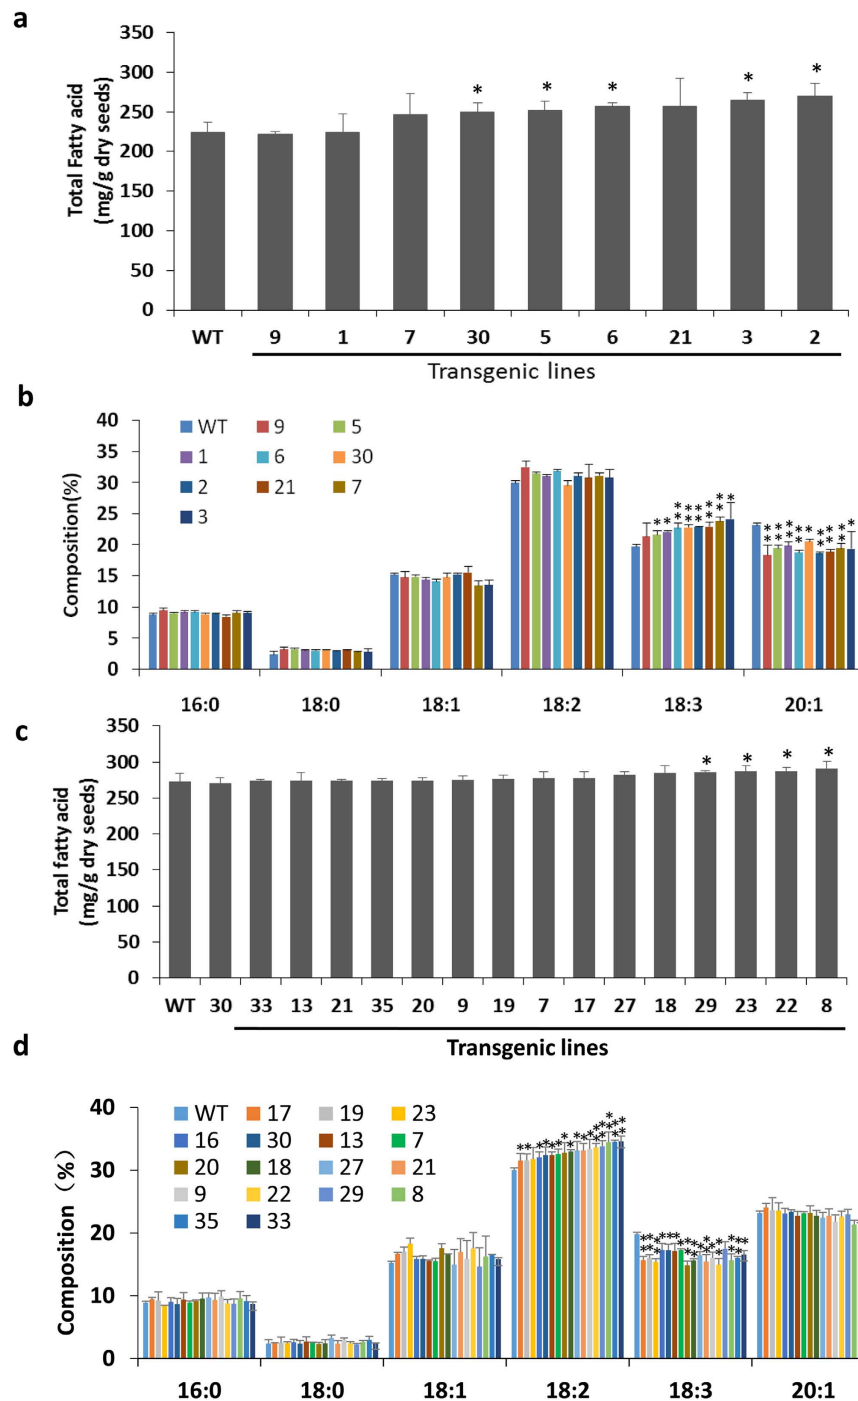 a
Total Fatty acid
(mg/g dry seeds)
350
300
250
200
150
100
50
0
* * * * *
WT 9 1 7 30 5 6 21 3 2
Transgenic lines
b
Composition(%)
40
35
30
25
20
15
10
5
0
WT 9 5
1 6 30
2 21 7
3
16:0 18:0 18:1 18:2 18:3 20:1
c
Total fatty acid
(mg/g dry seeds)
350
300
250
200
150
100
50
0
* * * *
WT 30 33 13 21 35 20 9 19 7 17 27 18 29 23 22 8
Transgenic lines
d
Composition (%)
40
30
20
10
0
WT 17 19 23
16 30 13 7
20 18 27 21
9 22 29 8
35 33
16:0 18:0 18:1 18:2 18:3 20:1